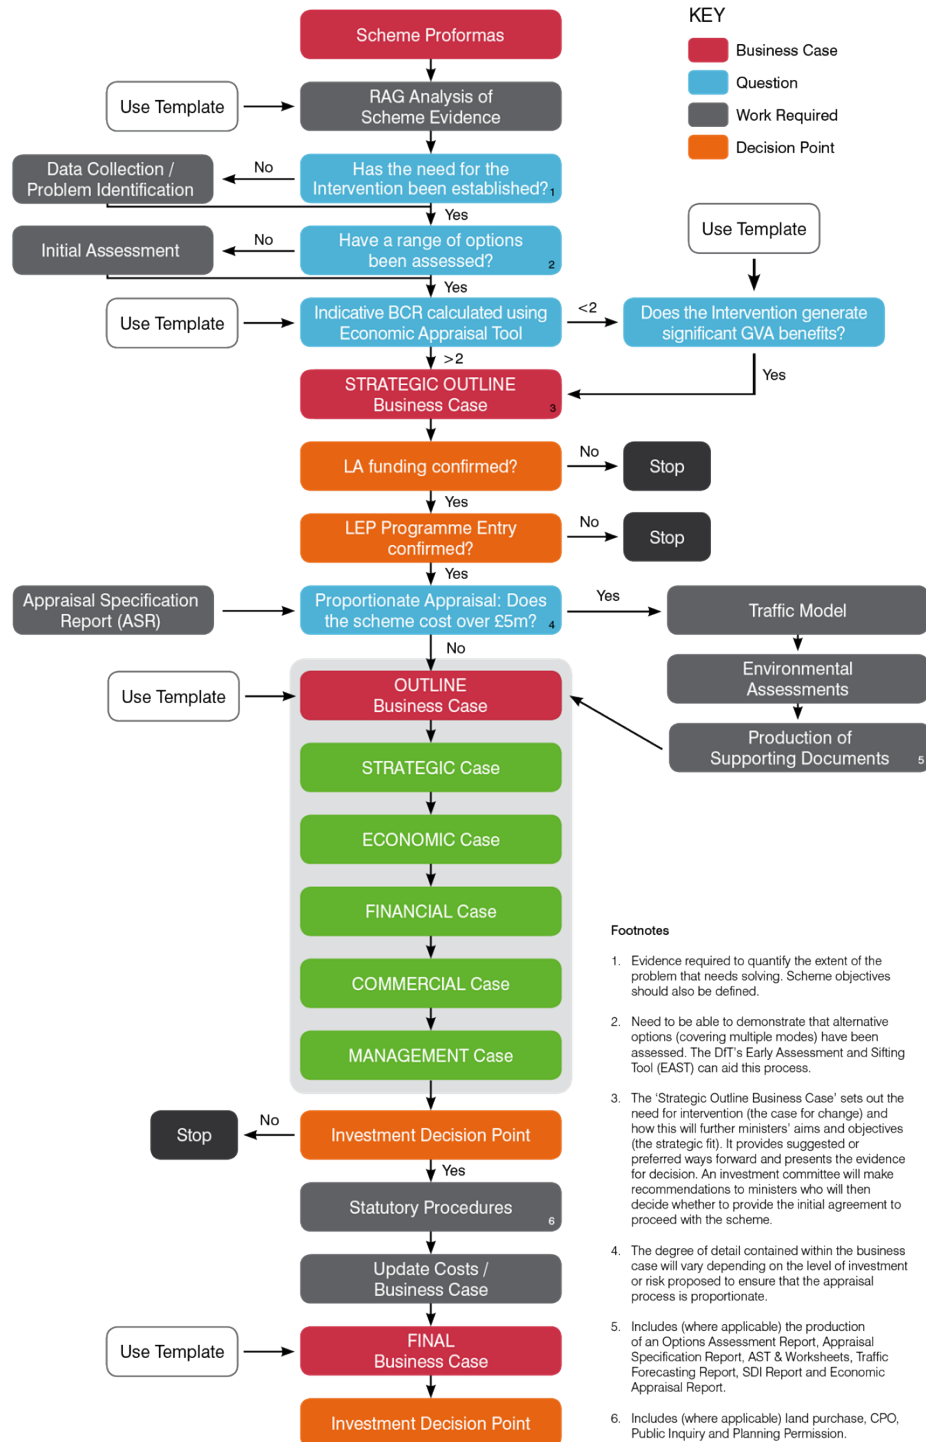 Scheme Proformas
KEY
Business Case
Question
Work Required
Decision Point
Use Template
RAG Analysis of
Scheme Evidence
Data Collection /
Problem Identification
No
Has the need for the
Intervention been established? 1
Yes
Initial Assessment
No
Have a range of options
been assessed? 2
Yes
Use Template
Use Template
Indicative BCR calculated using
Economic Appraisal Tool
<2
Does the Intervention generate
significant GVA benefits?
>2
Yes
STRATEGIC OUTLINE
Business Case 3
LA funding confirmed?
No
Stop
Yes
LEP Programme Entry
confirmed?
No
Stop
Yes
Appraisal Specification
Report (ASR)
Proportionate Appraisal: Does
the scheme cost over £5m? 4
Yes
Traffic Model
No
Environmental
Assessments
Production of
Supporting Documents 5
Use Template
OUTLINE
Business Case
STRATEGIC Case
ECONOMIC Case
FINANCIAL Case
COMMERCIAL Case
MANAGEMENT Case
Stop
No
Investment Decision Point
Yes
Statutory Procedures 6
Update Costs /
Business Case
Use Template
FINAL
Business Case
Investment Decision Point
Footnotes
1. Evidence required to quantify the extent of the
problem that needs solving. Scheme objectives
should also be defined.
2. Need to be able to demonstrate that alternative
options (covering multiple modes) have been
assessed. The DfT's Early Assessment and Sifting
Tool (EAST) can aid this process.
3. The ‘Strategic Outline Business Case’ sets out the
need for intervention (the case for change) and
how this will further ministers’ aims and objectives
(the strategic fit). It provides suggested or
preferred ways forward and presents the evidence
for decision. An investment committee will make
recommendations to ministers who will then
decide whether to provide the initial agreement to
proceed with the scheme.
4. The degree of detail contained within the business
case will vary depending on the level of investment
or risk proposed to ensure that the appraisal
process is proportionate.
5. Includes (where applicable) the production
of an Options Assessment Report, Appraisal
Specification Report, AST & Worksheets, Traffic
Forecasting Report, SDI Report and Economic
Appraisal Report.
6. Includes (where applicable) land purchase, CPO,
Public Inquiry and Planning Permission.